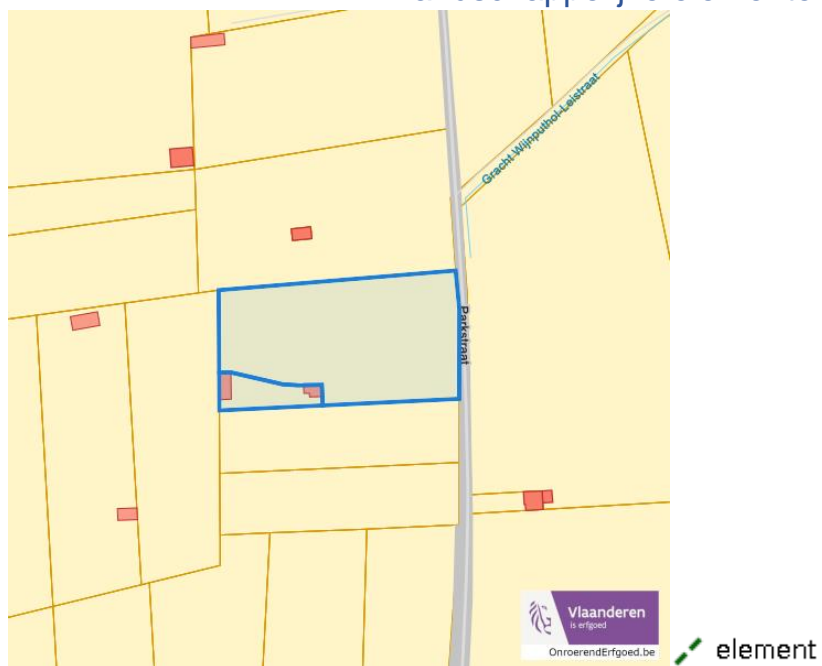 Gracht Wijnputhol-Leistraat
Parkstraat
Vlaanderen
is erfgoed
OnroerendErfgoed.be
element